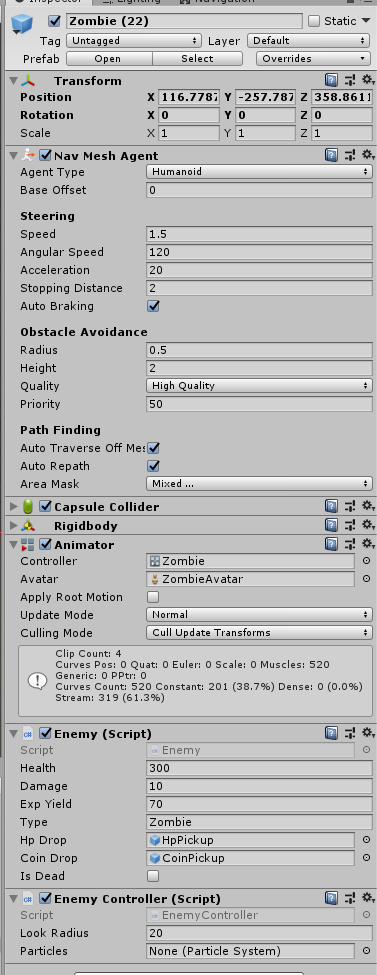 Inspector Lighting Navigation
Zombie (22) Static
Tag Untagged Layer Default
Prefab Open Select Overrides
Transform
Position X 116.778 Y -257.787 Z 358.861
Rotation X 0 Y 0 Z 0
Scale X 1 Y 1 Z 1
Nav Mesh Agent
Agent Type Humanoid
Base Offset 0
Steering
Speed 1.5
Angular Speed 120
Acceleration 20
Stopping Distance 2
Auto Braking
Obstacle Avoidance
Radius 0.5
Height 2
Quality High Quality
Priority 50
Path Finding
Auto Traverse Off Mes
Auto Repath
Area Mask Mixed ...
Capsule Collider
Rigidbody
Animator
Controller Zombie
Avatar ZombieAvatar
Apply Root Motion
Update Mode Normal
Culling Mode Cull Update Transforms
Clip Count: 4
Curves Pos: 0 Quat: 0 Euler: 0 Scale: 0 Muscles: 520
Generic: 0 PPtr: 0
Curves Count: 520 Constant: 201 (38.7%) Dense: 0 (0.0%)
Stream: 319 (61.3%)
Enemy (Script)
Script Enemy
Health 300
Damage 10
Exp Yield 70
Type Zombie
Hp Drop HpPickup
Coin Drop CoinPickup
Is Dead
Enemy Controller (Script)
Script EnemyController
Look Radius 20
Particles None (Particle System)